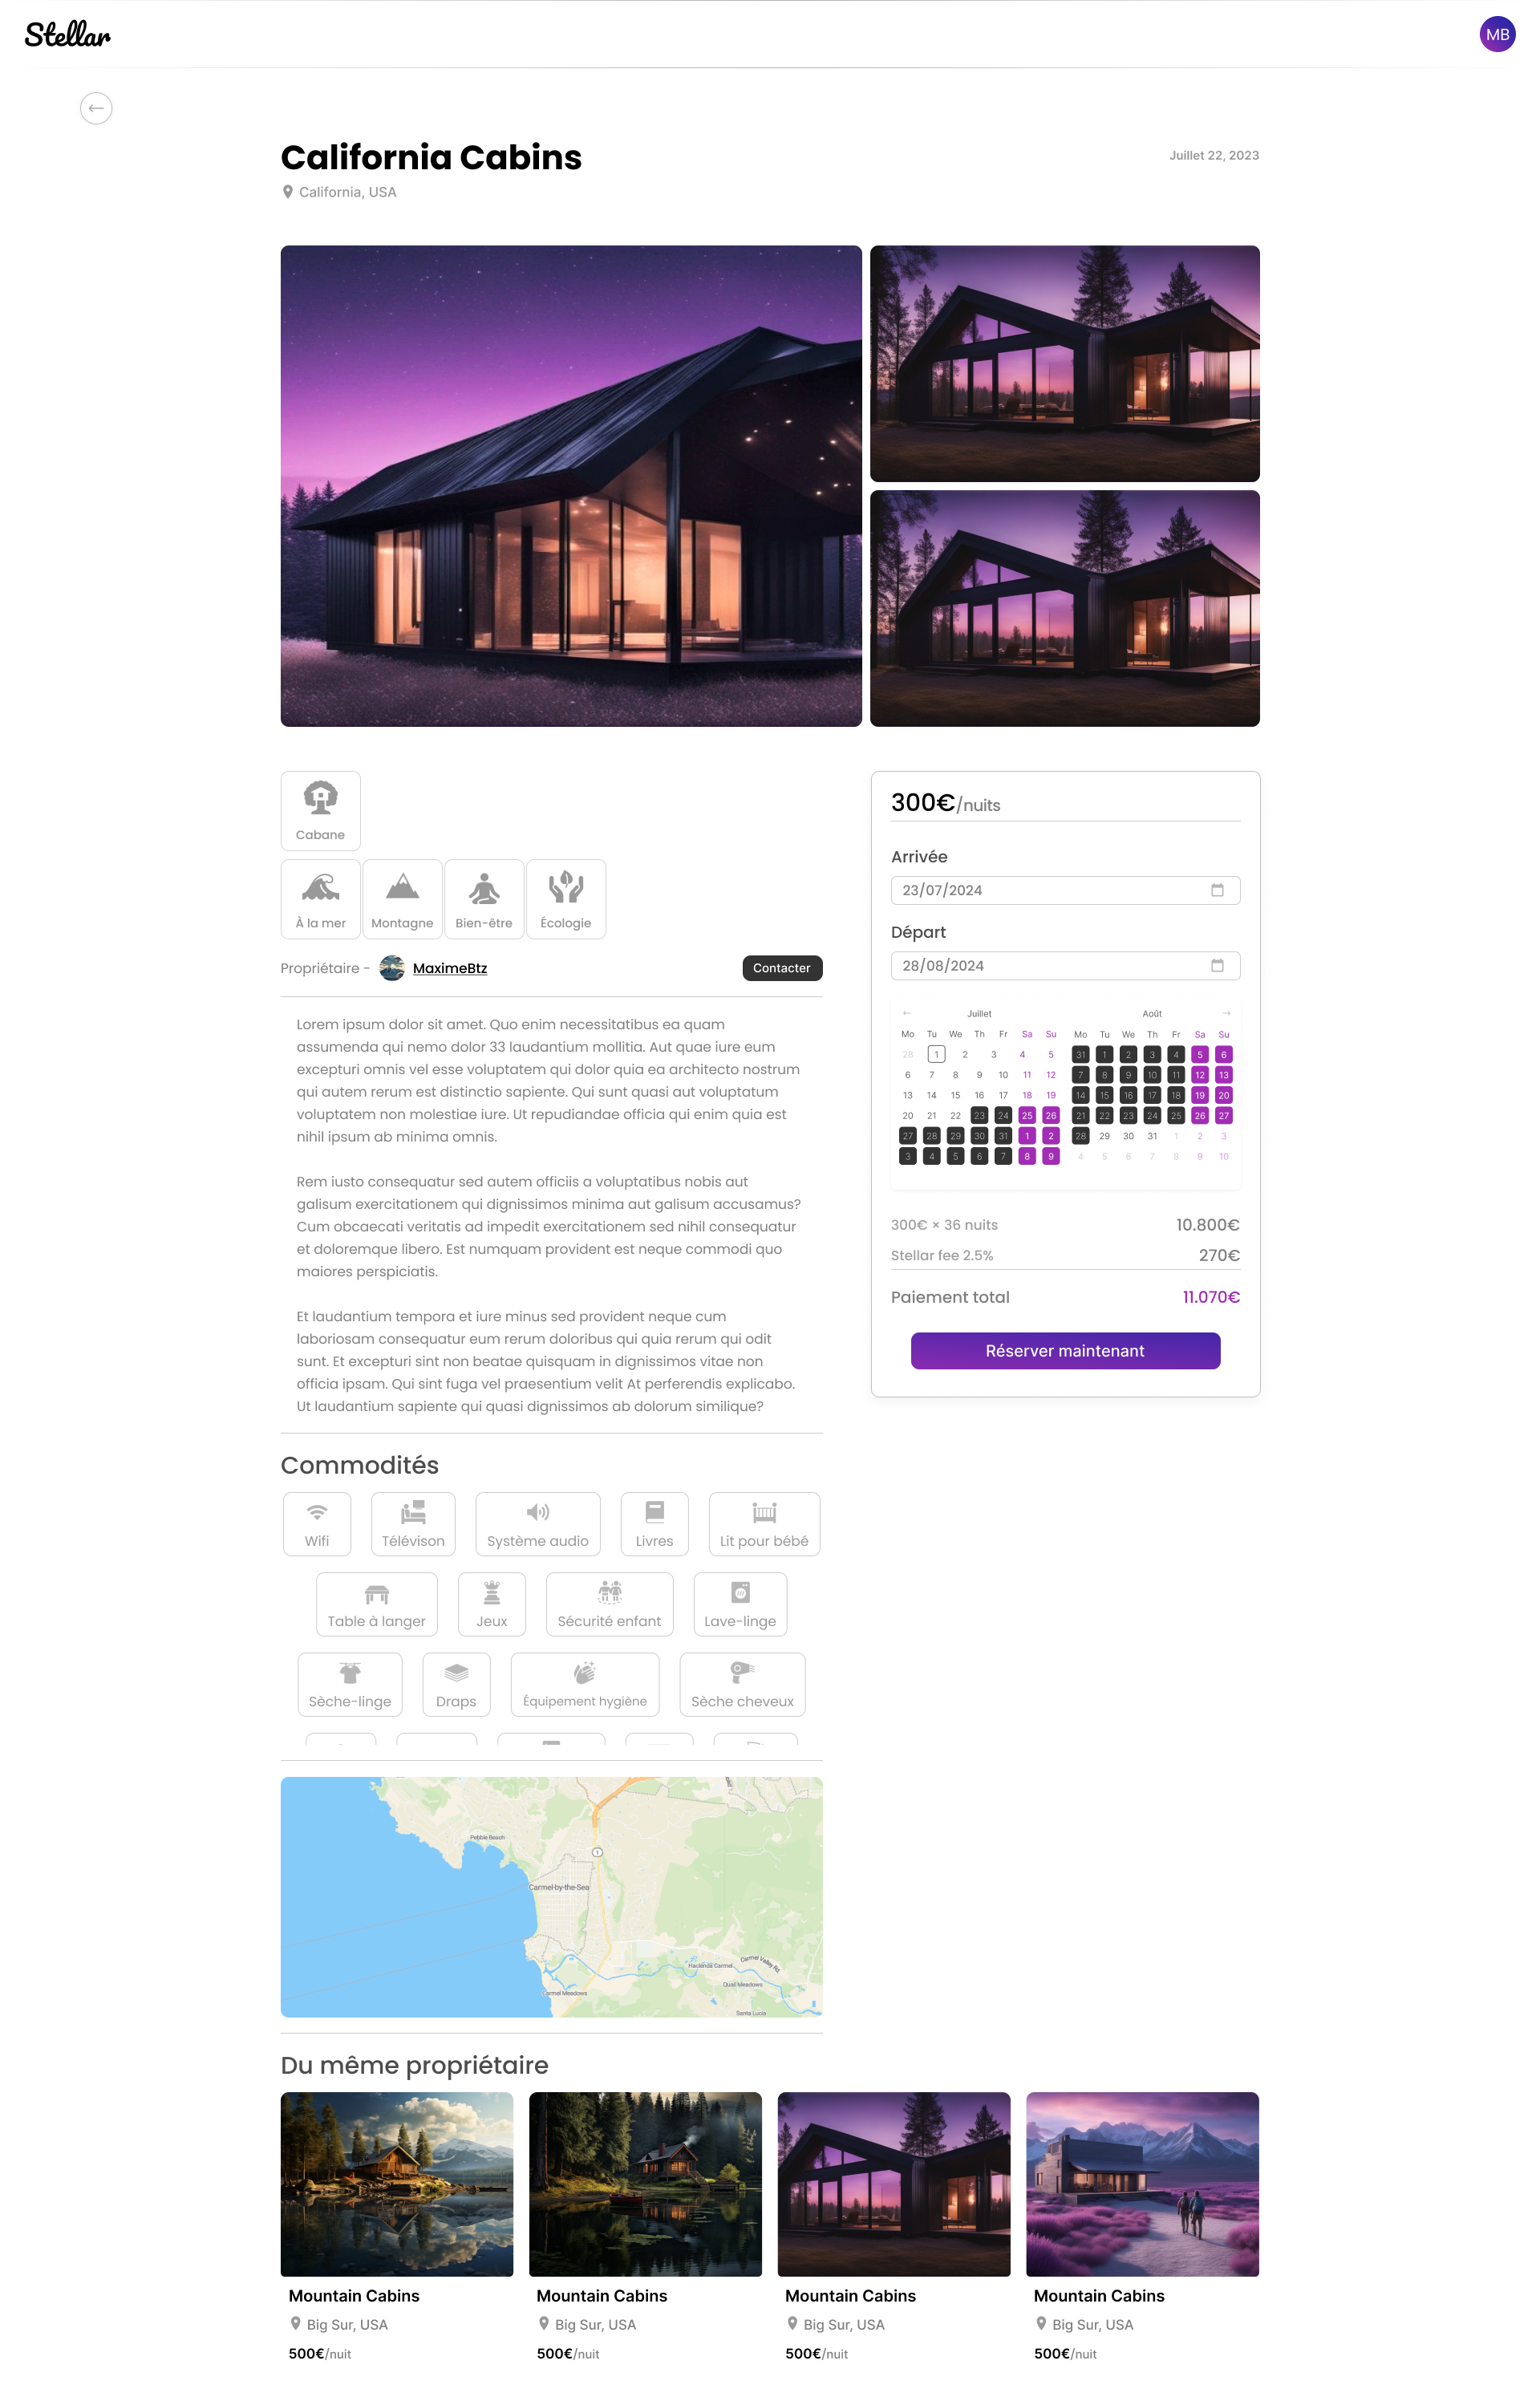 Stellar
MB
California Cabins
Juillet 22, 2023
California, USA
Cabane
À la mer Montagne Bien-être Écologie
Propriétaire - MaximeBtz Contacter
Lorem ipsum dolor sit amet. Quo enim necessitatibus ea quam
assumenda qui nemo dolor 33 laudantium mollitia. Aut quae iure eum
excepturi omnis vel esse voluptatem qui dolor quia ea architecto nostrum
qui autem rerum est distinctio sapiente. Qui sunt quasi aut voluptatum
voluptatem non molestiae iure. Ut repudiandae officia qui enim quia est
nihil ipsum ab minima omnis.
Rem iusto consequatur sed autem officiis a voluptatibus nobis aut
galisum exercitationem qui dignissimos minima aut galisum accusamus?
Cum obcaecati veritatis ad impedit exercitationem sed nihil consequatur
et doloremque libero. Est numquam provident est neque commodi quo
maiores perspiciatis.
Et laudantium tempora et iure minus sed provident neque cum
laboriosam consequatur eum rerum doloribus qui quia rerum qui odit
sunt. Et excepturi sint non beatae quisquam in dignissimos vitae non
officia ipsam. Qui sint fuga vel praesentium velit At perferendis explicabo.
Ut laudantium sapiente qui quasi dignissimos ab dolorum similique?
300€/nuits
Arrivée
23/07/2024
Départ
28/08/2024
← Juillet
Mo Tu We Th Fr Sa Su
28 1 2 3 4 5
6 7 8 9 10 11 12
13 14 15 16 17 18 19
20 21 22 23 24 25 26
27 28 29 30 31 1 2
3 4 5 6 7 8 9
Août →
Mo Tu We Th Fr Sa Su
31 1 2 3 4 5 6
7 8 9 10 11 12 13
14 15 16 17 18 19 20
21 22 23 24 25 26 27
28 29 30 31 1 2 3
4 5 6 7 8 9 10
300€ × 36 nuits 10.800€
Stellar fee 2.5% 270€
Paiement total 11.070€
Réserver maintenant
Commodités
Wifi Télévison Système audio Livres Lit pour bébé
Table à langer Jeux Sécurité enfant Lave-linge
Sèche-linge Draps Équipement hygiène Sèche cheveux
Pebble Beach
1
Carmel-by-the-Sea
Carmel Valley Rd.
Hacienda Carmel
Quail Meadows
Carmel Meadows
Santa Lucia
Du même propriétaire
Mountain Cabins Mountain Cabins Mountain Cabins Mountain Cabins
Big Sur, USA Big Sur, USA Big Sur, USA Big Sur, USA
500€/nuit 500€/nuit 500€/nuit 500€/nuit